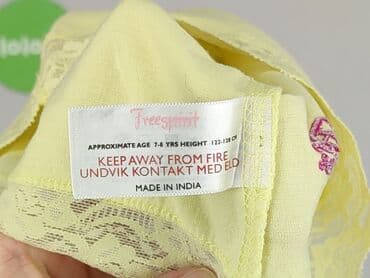 Freespirit
APPROXIMATE AGE 7-8 YRS HEIGHT 122-128 CM
KEEP AWAY FROM FIRE
UNDVIK KONTAKT MED ELD
MADE IN INDIA